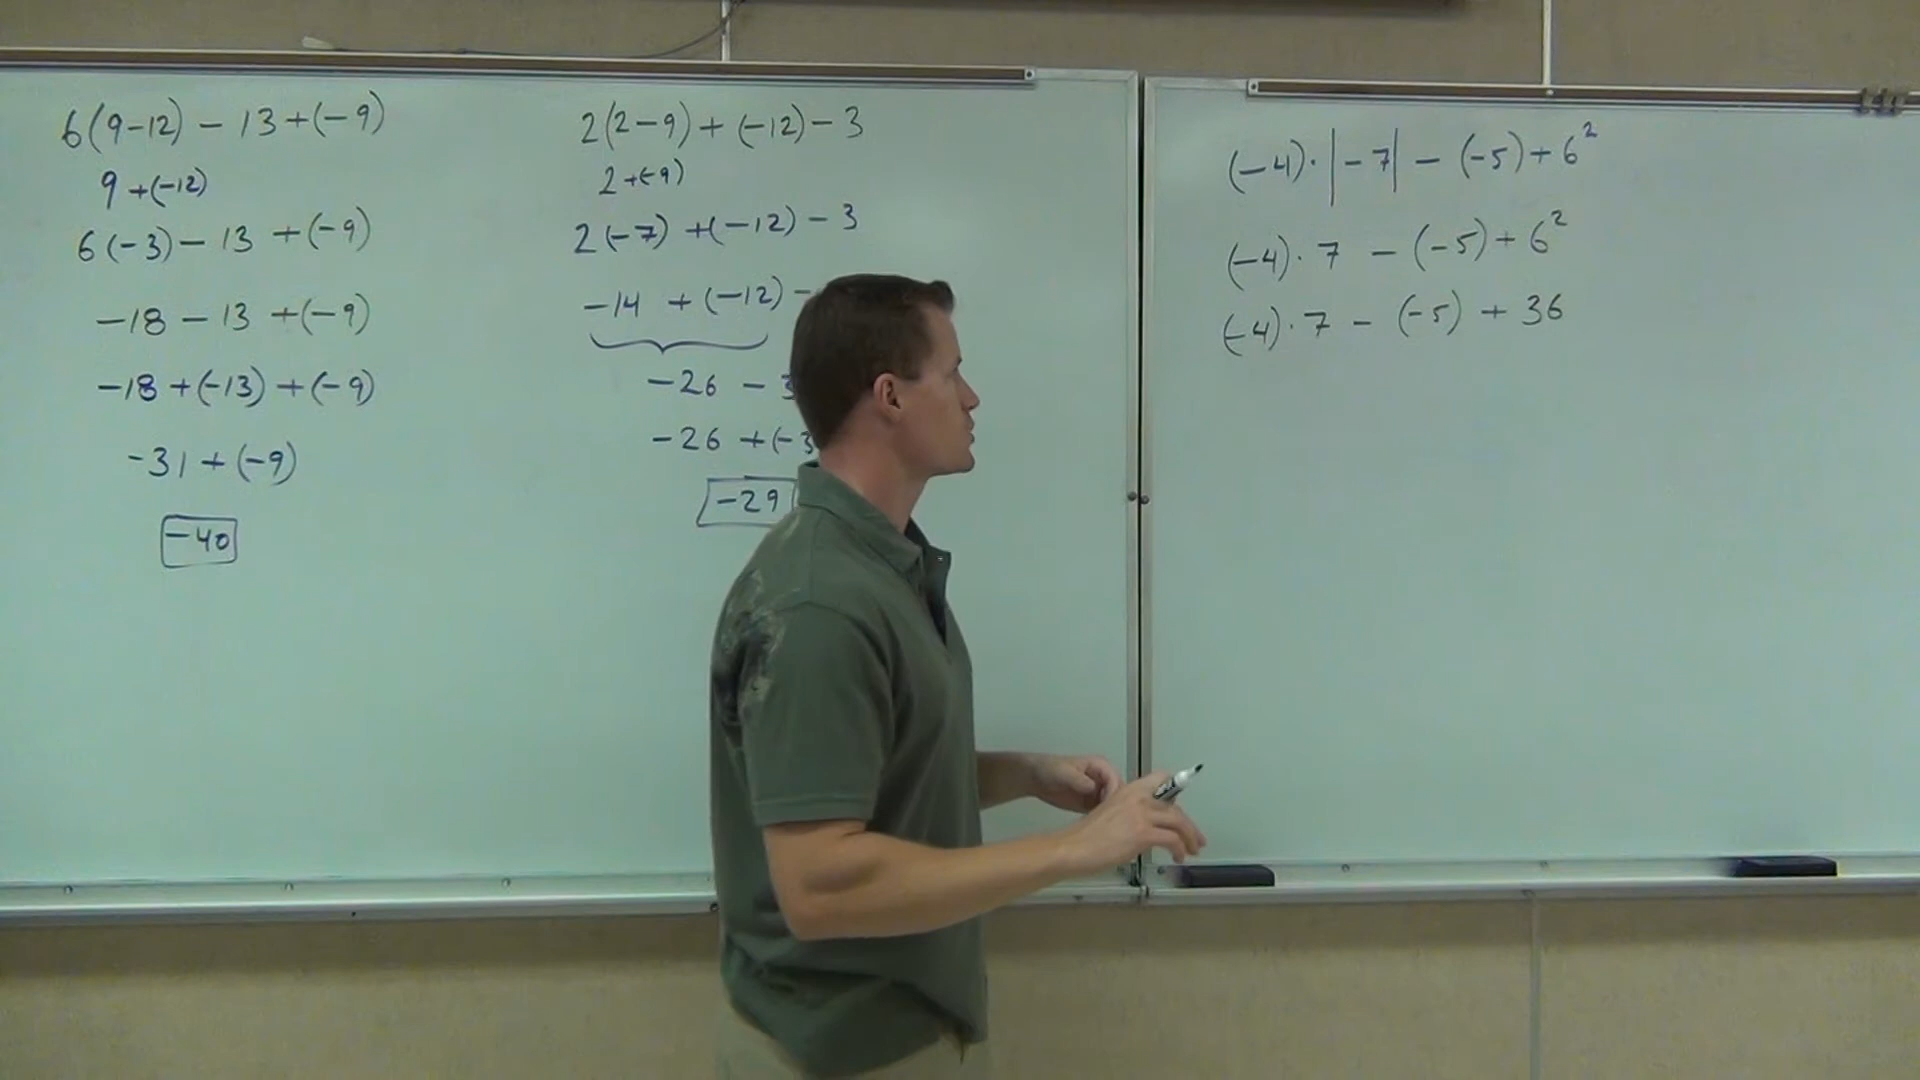 6(9-12) - 13 + (-9)
9 + (-12)
6(-3) - 13 + (-9)
-18 - 13 + (-9)
-18 + (-13) + (-9)
-31 + (-9)
-40
2(2-9) + (-12) - 3
2 + (-9)
2(-7) + (-12) - 3
-14 + (-12) -
-26 - 3
-26 + (-3
-29
(-4) · |-7| - (-5) + 6²
(-4) · 7 - (-5) + 6²
(-4) · 7 - (-5) + 36